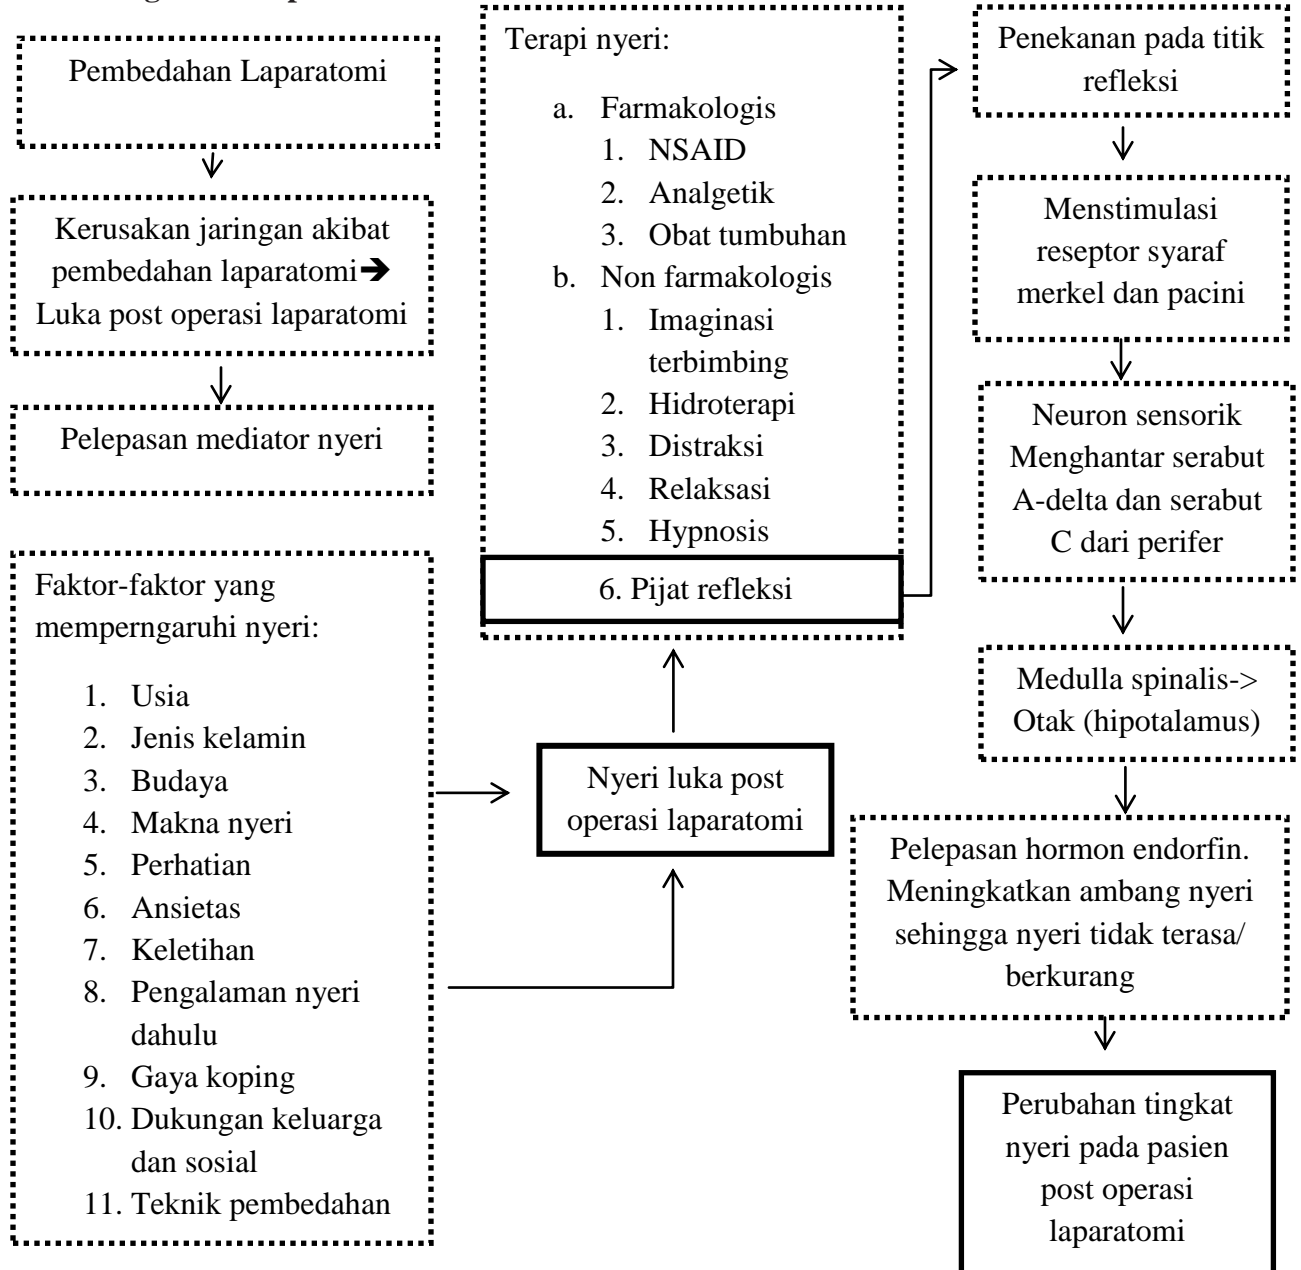 Pembedahan Laparatomi
Kerusakan jaringan akibat
pembedahan laparatomi➔
Luka post operasi laparatomi
Pelepasan mediator nyeri
Faktor-faktor yang
memperngaruhi nyeri:
1. Usia
2. Jenis kelamin
3. Budaya
4. Makna nyeri
5. Perhatian
6. Ansietas
7. Keletihan
8. Pengalaman nyeri
dahulu
9. Gaya koping
10. Dukungan keluarga
dan sosial
11. Teknik pembedahan
Terapi nyeri:
a. Farmakologis
1. NSAID
2. Analgetik
3. Obat tumbuhan
b. Non farmakologis
1. Imaginasi
terbimbing
2. Hidroterapi
3. Distraksi
4. Relaksasi
5. Hypnosis
6. Pijat refleksi
Nyeri luka post
operasi laparatomi
Penekanan pada titik
refleksi
Menstimulasi
reseptor syaraf
merkel dan pacini
Neuron sensorik
Menghantar serabut
A-delta dan serabut
C dari perifer
Medulla spinalis->
Otak (hipotalamus)
Pelepasan hormon endorfin.
Meningkatkan ambang nyeri
sehingga nyeri tidak terasa/
berkurang
Perubahan tingkat
nyeri pada pasien
post operasi
laparatomi